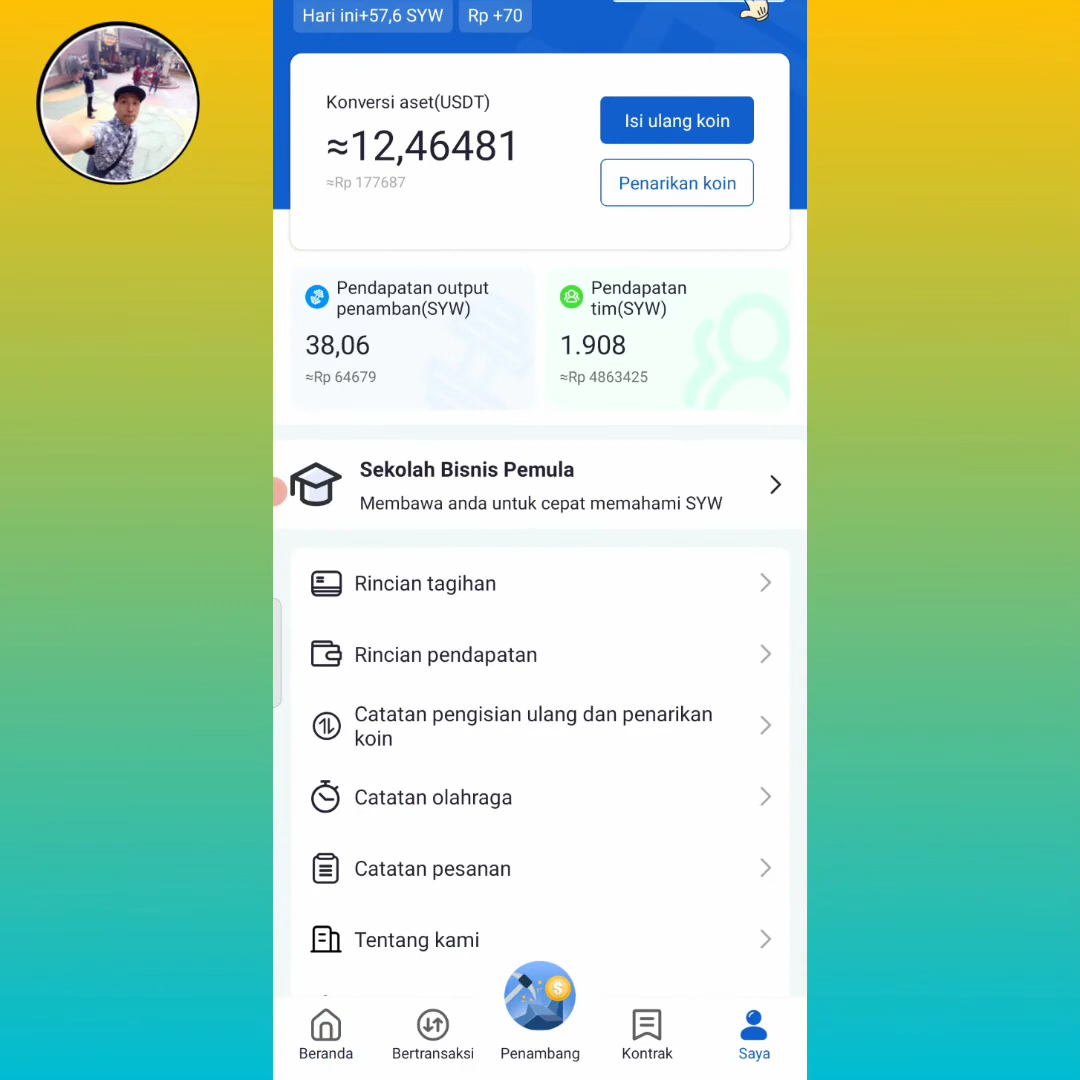 Hari ini+57,6 SYW
Rp +70
Konversi aset(USDT)
≈12,46481
≈Rp 177687
Isi ulang koin
Penarikan koin
Pendapatan output
penamban(SYW)
38,06
≈Rp 64679
Pendapatan
tim(SYW)
1.908
≈Rp 4863425
Sekolah Bisnis Pemula
Membawa anda untuk cepat memahami SYW
Rincian tagihan
Rincian pendapatan
Catatan pengisian ulang dan penarikan
koin
Catatan olahraga
Catatan pesanan
Tentang kami
Beranda
Bertransaksi
Penambang
Kontrak
Saya